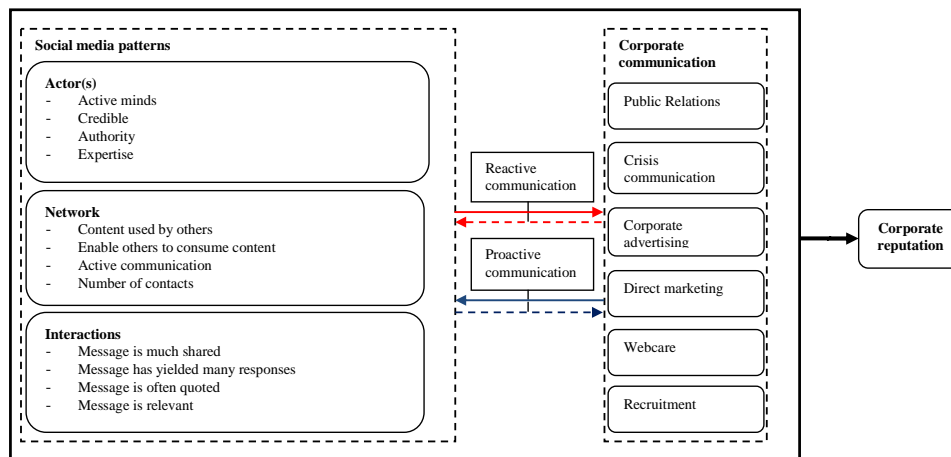 Social media patterns
Actor(s)
- Active minds
- Credible
- Authority
- Expertise
Network
- Content used by others
- Enable others to consume content
- Active communication
- Number of contacts
Interactions
- Message is much shared
- Message has yielded many responses
- Message is often quoted
- Message is relevant
Reactive
communication
Proactive
communication
Corporate
communication
Public Relations
Crisis
communication
Corporate
advertising
Direct marketing
Webcare
Recruitment
Corporate
reputation